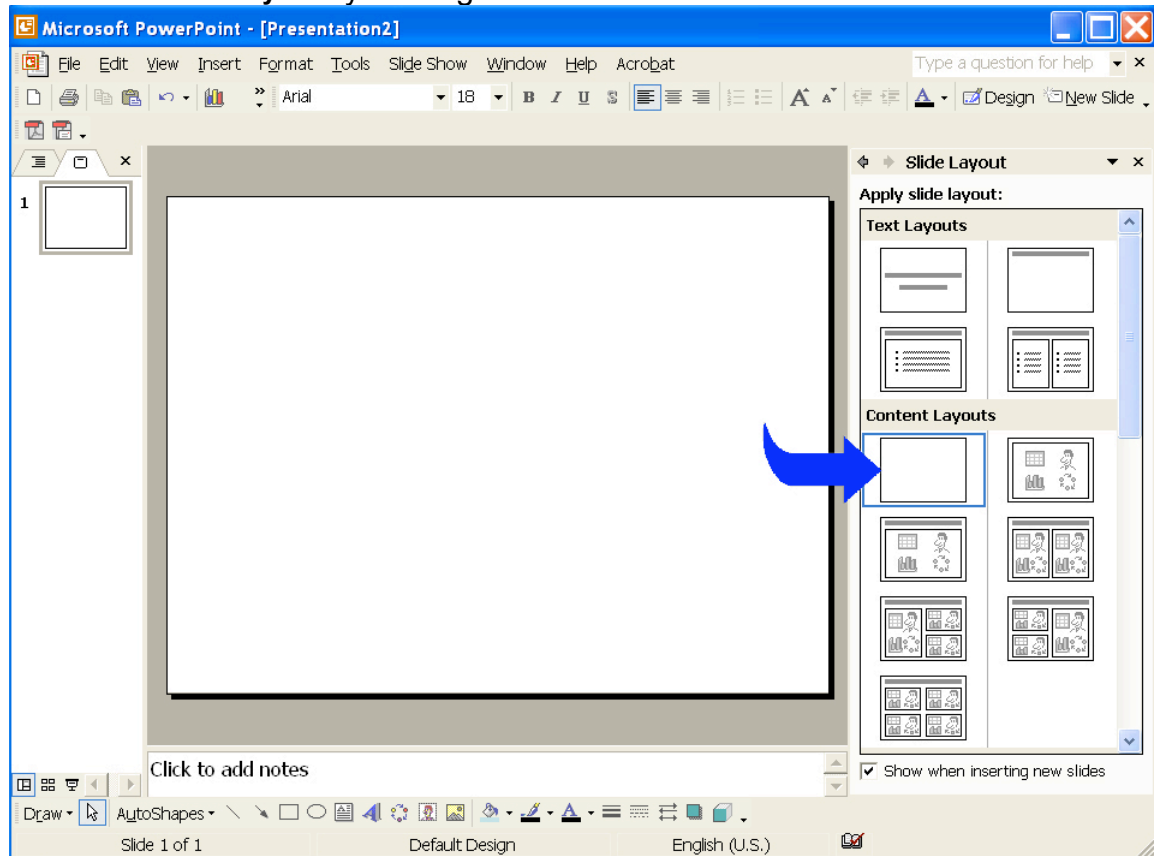 Microsoft PowerPoint - [Presentation2]
File Edit View Insert Format Tools Slide Show Window Help Acrobat Type a question for help
Arial 18 B I U S A A A Design New Slide
Slide Layout
1
Apply slide layout:
Text Layouts
Content Layouts
Click to add notes
Show when inserting new slides
Draw AutoShapes A
Slide 1 of 1 Default Design English (U.S.)